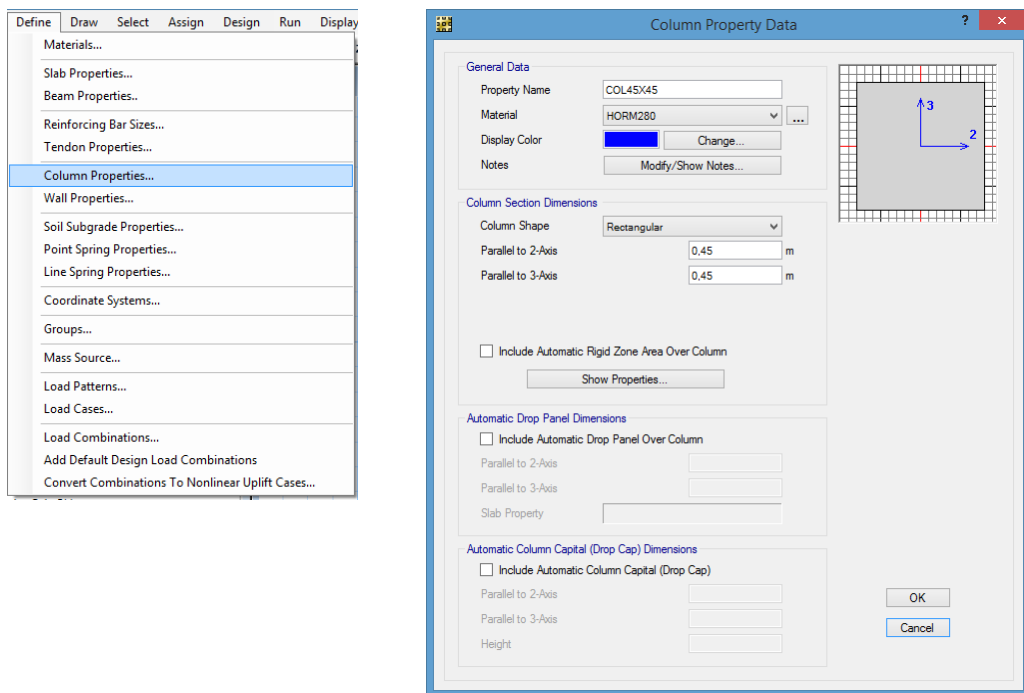 Define Draw Select Assign Design Run Display
Materials...
Slab Properties...
Beam Properties..
Reinforcing Bar Sizes...
Tendon Properties...
Column Properties...
Wall Properties...
Soil Subgrade Properties...
Point Spring Properties...
Line Spring Properties...
Coordinate Systems...
Groups...
Mass Source...
Load Patterns...
Load Cases...
Load Combinations...
Add Default Design Load Combinations
Convert Combinations To Nonlinear Uplift Cases...
Column Property Data
?
General Data
Property Name COL45X45
Material HORM280 ...
Display Color Change...
Notes Modify/Show Notes...
3
2
Column Section Dimensions
Column Shape Rectangular
Parallel to 2-Axis 0,45 m
Parallel to 3-Axis 0,45 m
Include Automatic Rigid Zone Area Over Column
Show Properties...
Automatic Drop Panel Dimensions
Include Automatic Drop Panel Over Column
Parallel to 2-Axis
Parallel to 3-Axis
Slab Property
Automatic Column Capital (Drop Cap) Dimensions
Include Automatic Column Capital (Drop Cap)
Parallel to 2-Axis
Parallel to 3-Axis
Height
OK
Cancel